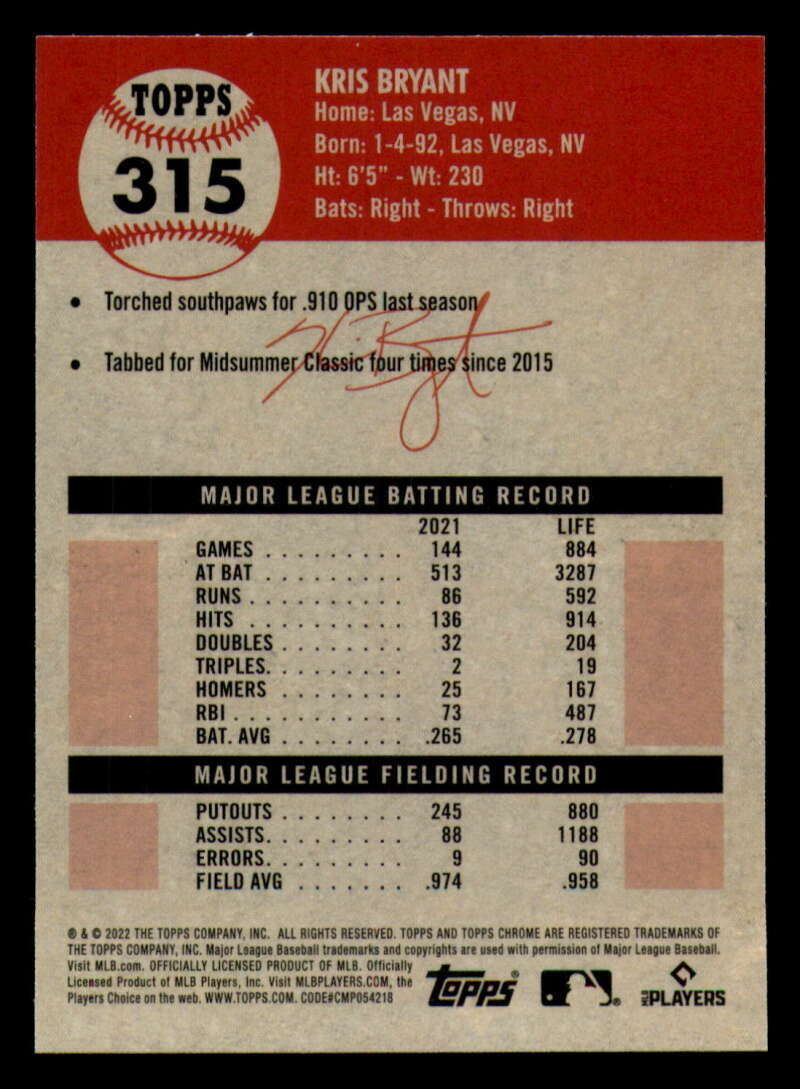 TOPPS
315
KRIS BRYANT
Home: Las Vegas, NV
Born: 1-4-92, Las Vegas, NV
Ht: 6'5" - Wt: 230
Bats: Right - Throws: Right
• Torched southpaws for .910 OPS last season
• Tabbed for Midsummer Classic four times since 2015
Kris Bryant
MAJOR LEAGUE BATTING RECORD
2021 LIFE
GAMES . . . . . . . . . 144 884
AT BAT . . . . . . . . . 513 3287
RUNS . . . . . . . . . . 86 592
HITS . . . . . . . . . . 136 914
DOUBLES . . . . . . . . 32 204
TRIPLES. . . . . . . . . 2 19
HOMERS . . . . . . . . 25 167
RBI . . . . . . . . . . . 73 487
BAT. AVG . . . . . . . . .265 .278
MAJOR LEAGUE FIELDING RECORD
PUTOUTS . . . . . . . . 245 880
ASSISTS. . . . . . . . . 88 1188
ERRORS. . . . . . . . . 9 90
FIELD AVG . . . . . . . .974 .958
® & © 2022 THE TOPPS COMPANY, INC. ALL RIGHTS RESERVED. TOPPS AND TOPPS CHROME ARE REGISTERED TRADEMARKS OF
THE TOPPS COMPANY, INC. Major League Baseball trademarks and copyrights are used with permission of Major League Baseball.
Visit MLB.com. OFFICIALLY LICENSED PRODUCT OF MLB. Officially
Licensed Product of MLB Players, Inc. Visit MLBPLAYERS.COM, the
Players Choice on the web. WWW.TOPPS.COM. CODE#CMP054218
Topps®
®
MLB PLAYERS